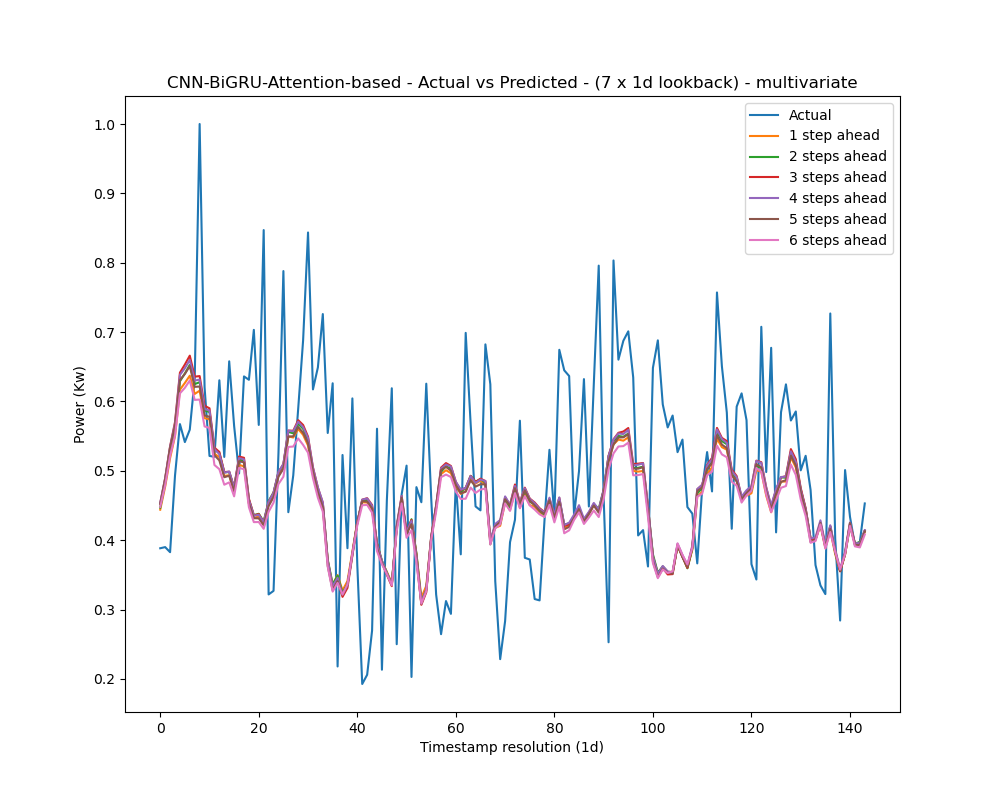 CNN-BiGRU-Attention-based - Actual vs Predicted - (7 x 1d lookback) - multivariate
Actual
1 step ahead
2 steps ahead
3 steps ahead
4 steps ahead
5 steps ahead
6 steps ahead
1.0
0.9
0.8
0.7
0.6
0.5
0.4
0.3
0.2
Power (Kw)
0 20 40 60 80 100 120 140
Timestamp resolution (1d)